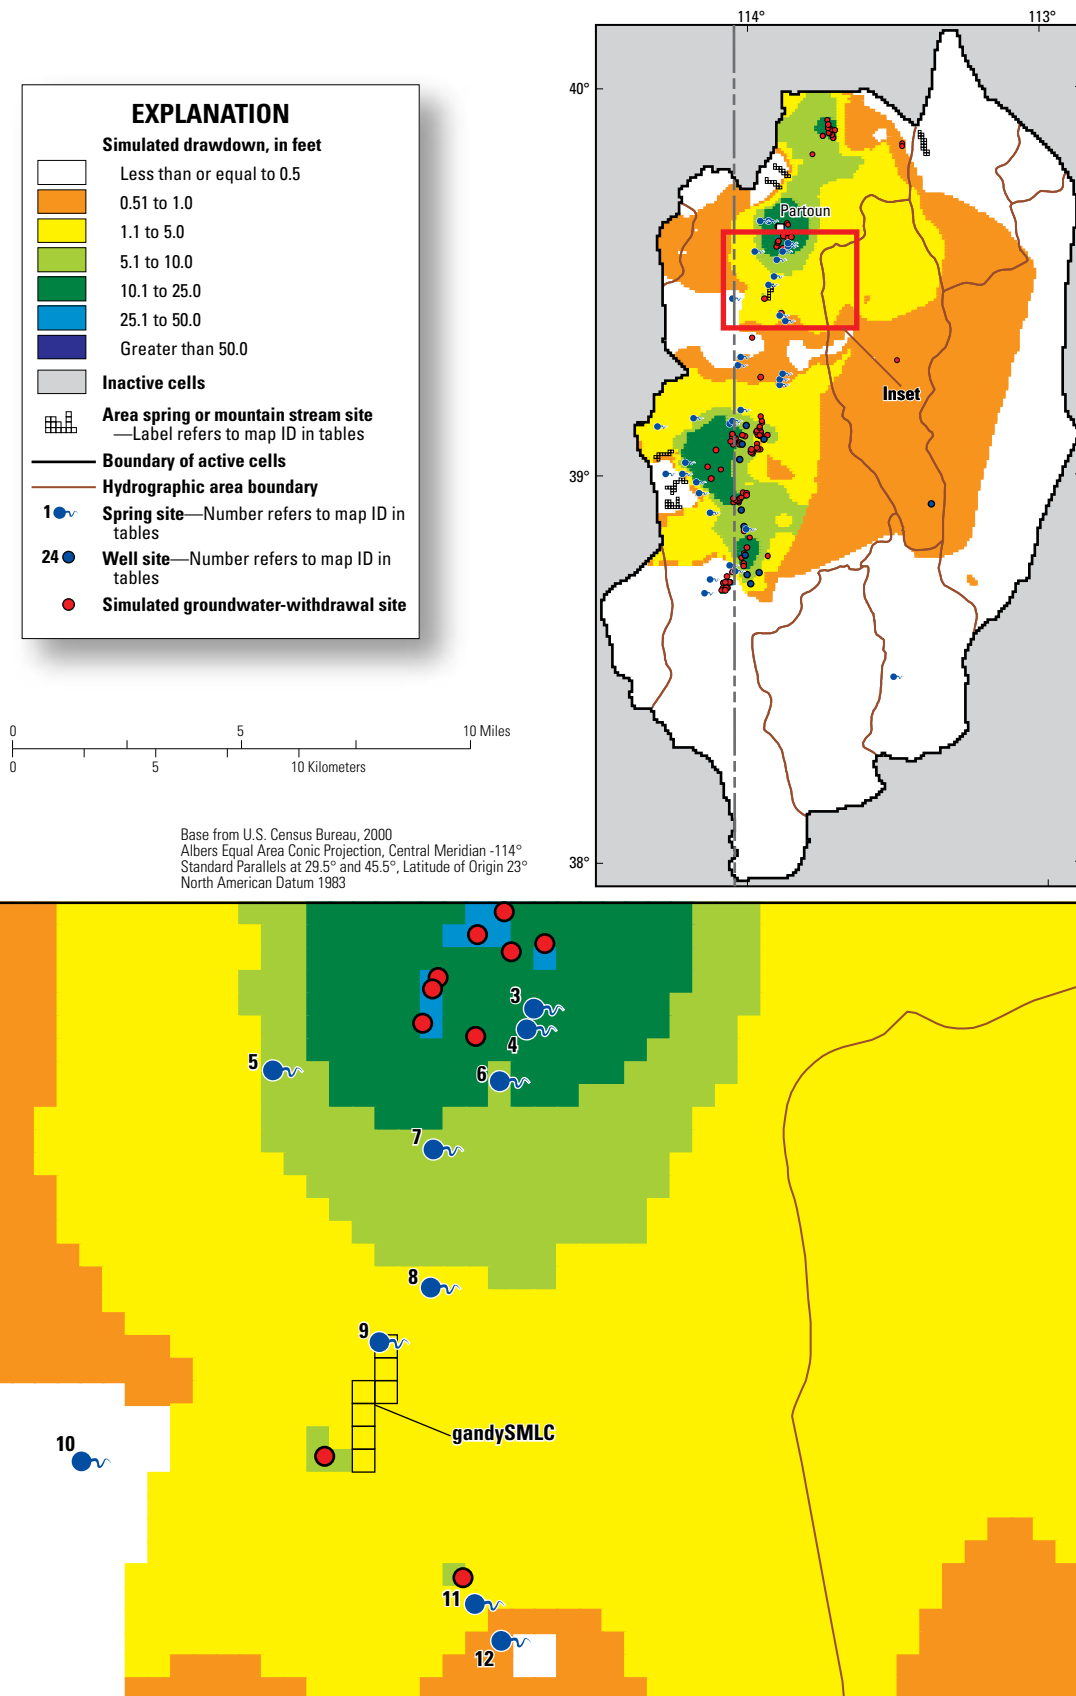 114°
113°
40°
39°
38°
Partoun
Inset
EXPLANATION
Simulated drawdown, in feet
Less than or equal to 0.5
0.51 to 1.0
1.1 to 5.0
5.1 to 10.0
10.1 to 25.0
25.1 to 50.0
Greater than 50.0
Inactive cells
Area spring or mountain stream site
—Label refers to map ID in tables
Boundary of active cells
Hydrographic area boundary
1 Spring site—Number refers to map ID in
tables
24 Well site—Number refers to map ID in
tables
Simulated groundwater-withdrawal site
0 5 10 Miles
0 5 10 Kilometers
Base from U.S. Census Bureau, 2000
Albers Equal Area Conic Projection, Central Meridian -114°
Standard Parallels at 29.5° and 45.5°, Latitude of Origin 23°
North American Datum 1983
3
4
5
6
7
8
9
gandySMLC
10
11
12